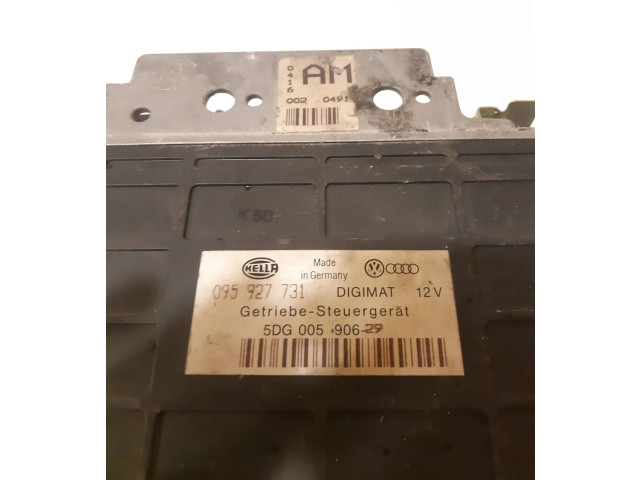 0416
AM
002 0491
K50
HELLA
Made
in Germany
095 927 731 DIGIMAT 12V
Getriebe-Steuergerät
5DG 005 906-29